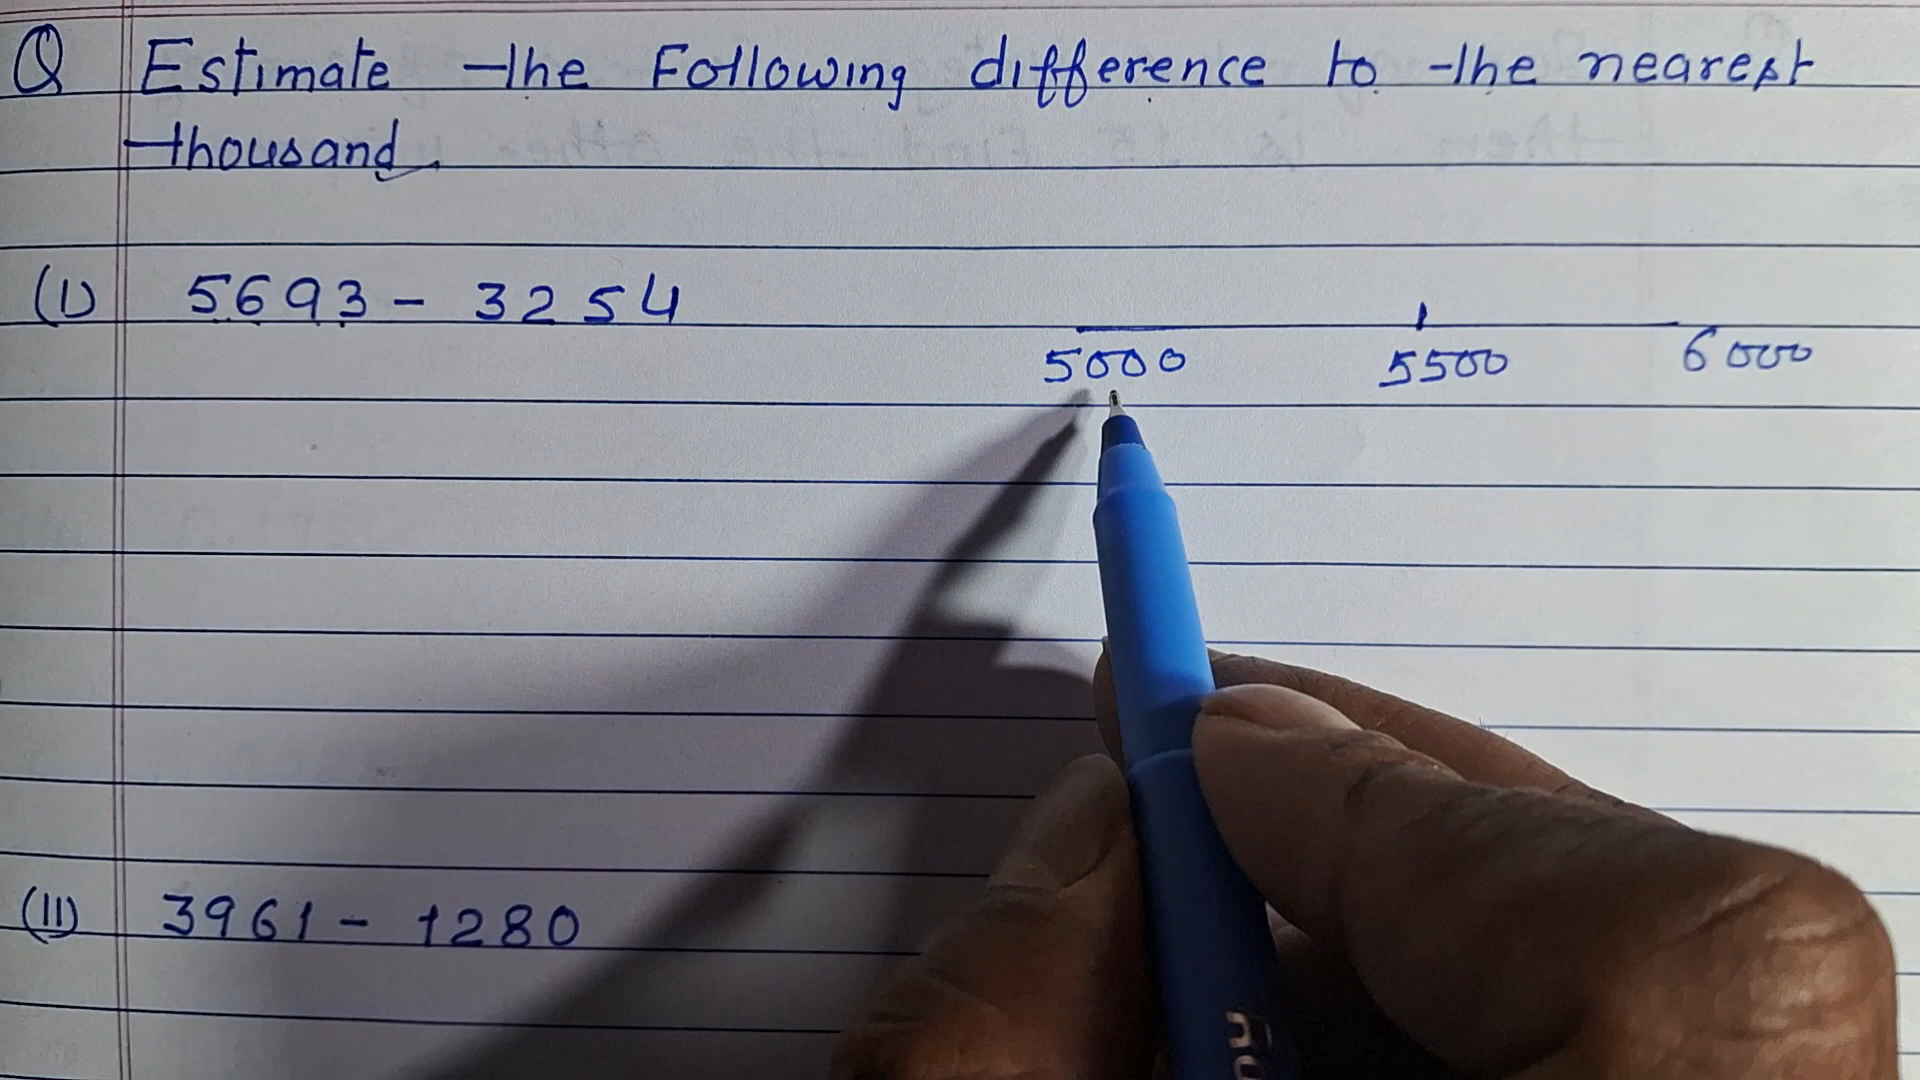 Q Estimate the Following difference to the nearest
thousand.
(I) 5693 - 3254
5000 5500 6000
(II) 3961 - 1280